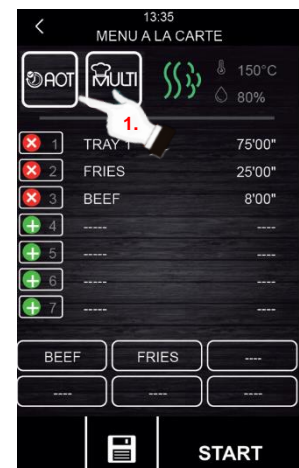 13:35
MENU A LA CARTE
AOT MULTI 150°C
80%
1.
1 TRAY 1 75'00"
2 FRIES 25'00"
3 BEEF 8'00"
4 ----- ----
5 ----- ----
6 ----- ----
7 ----- ----
BEEF FRIES ----
---- ---- ----
START